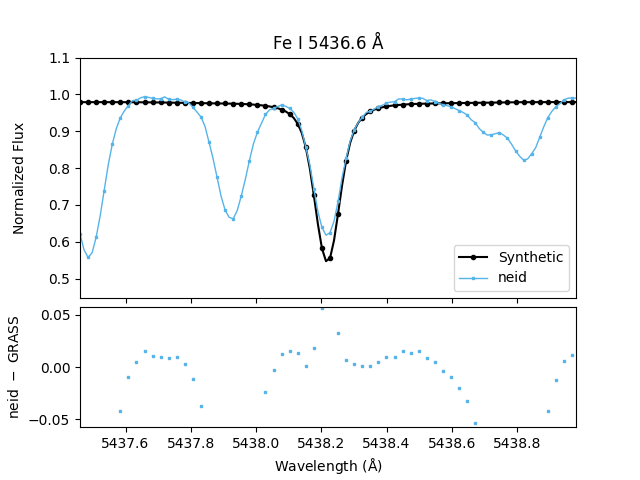 Fe I 5436.6 Å
1.1
1.0
0.9
0.8
0.7
0.6
0.5
Normalized Flux
Synthetic
neid
0.05
0.00
−0.05
neid − GRASS
5437.6 5437.8 5438.0 5438.2 5438.4 5438.6 5438.8
Wavelength (Å)